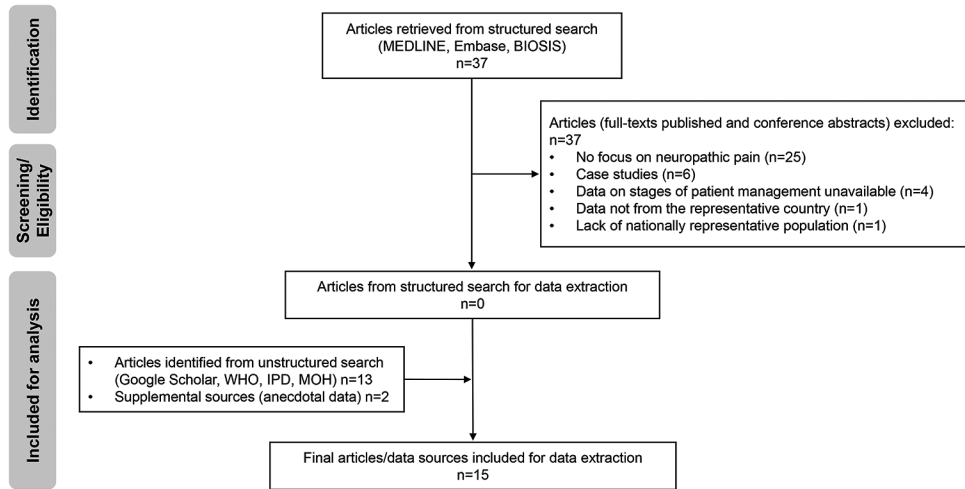 Identification
Articles retrieved from structured search
(MEDLINE, Embase, BIOSIS)
n=37
Screening/
Eligibility
Articles (full-texts published and conference abstracts) excluded:
n=37
• No focus on neuropathic pain (n=25)
• Case studies (n=6)
• Data on stages of patient management unavailable (n=4)
• Data not from the representative country (n=1)
• Lack of nationally representative population (n=1)
Included for analysis
Articles from structured search for data extraction
n=0
• Articles identified from unstructured search
(Google Scholar, WHO, IPD, MOH) n=13
• Supplemental sources (anecdotal data) n=2
Final articles/data sources included for data extraction
n=15